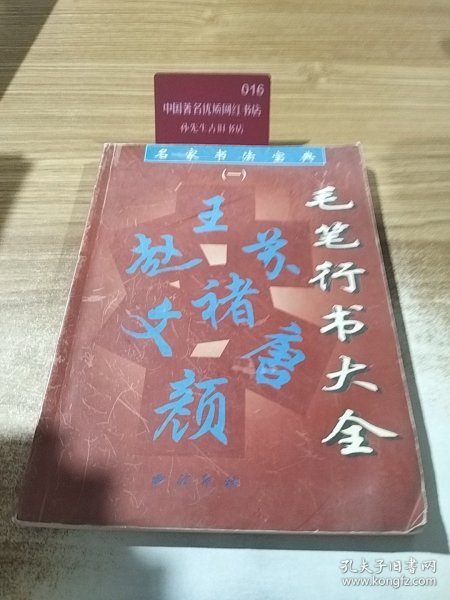 016
中国著名优质网红书店
孙先生古旧书店
名家书法宝典
(一)
毛笔行书大全
王
赵 苏
褚
文 唐
颜
孔夫子旧书网
www.kongfz.com